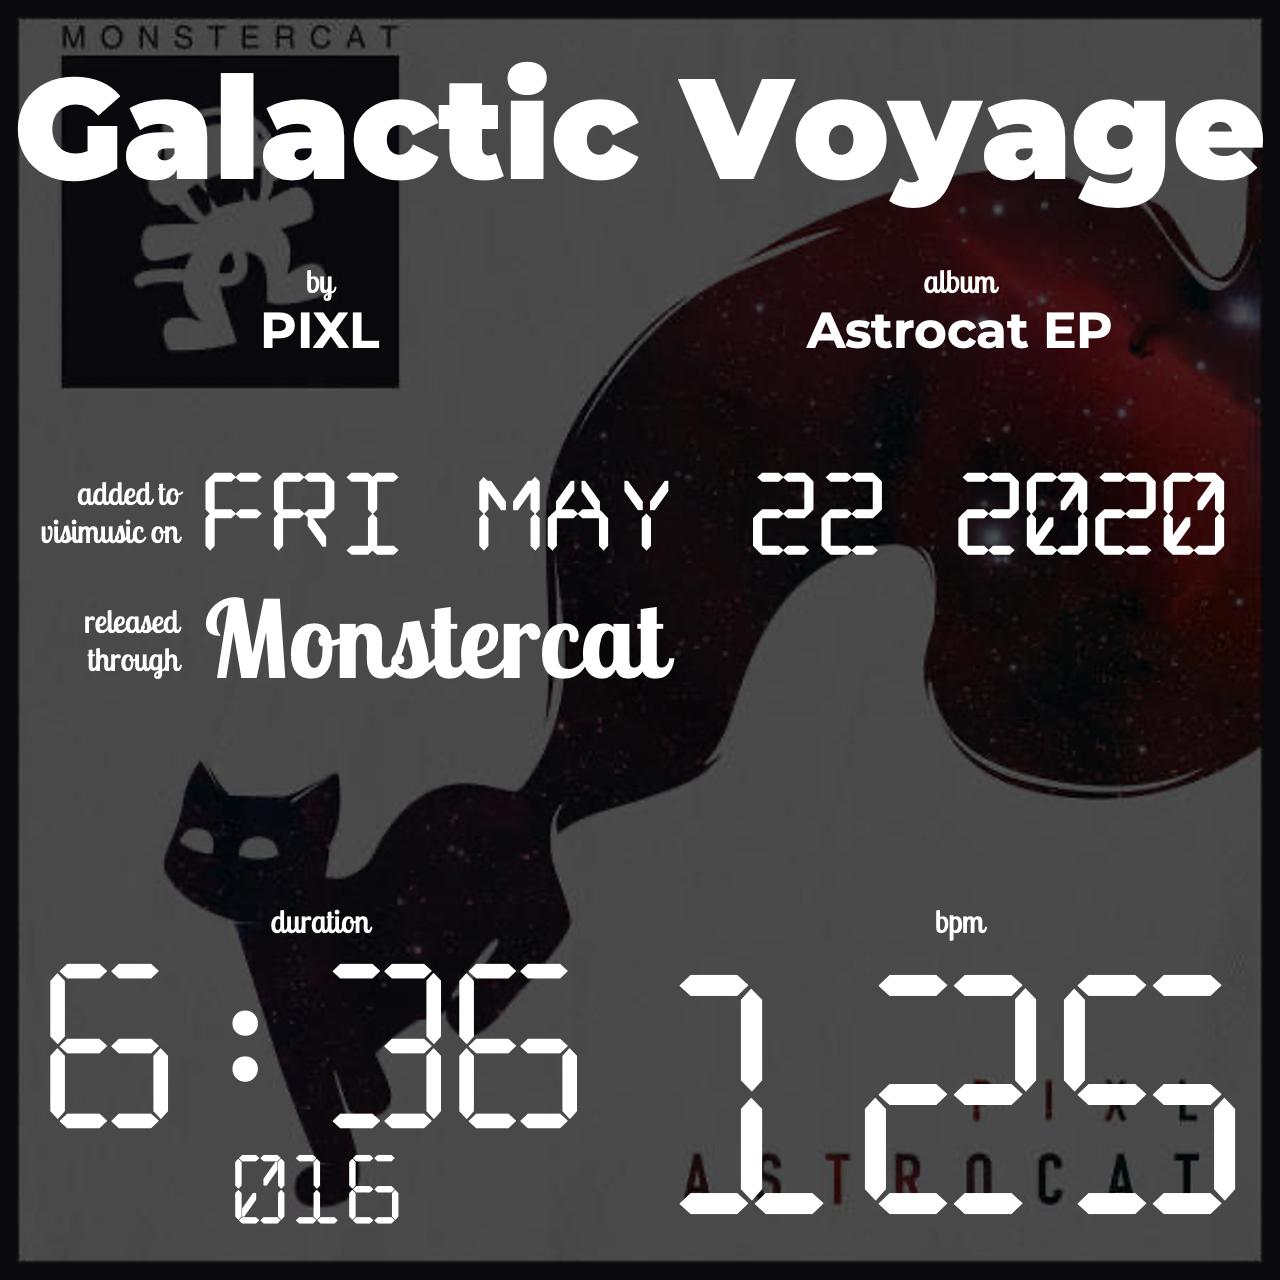 MONSTERCAT
Galactic Voyage
by
PIXL
album
Astrocat EP
added to
visimusic on
FRI MAY 22 2020
released
through
Monstercat
duration
6:36
016
bpm
125
PIXL
ASTROCAT